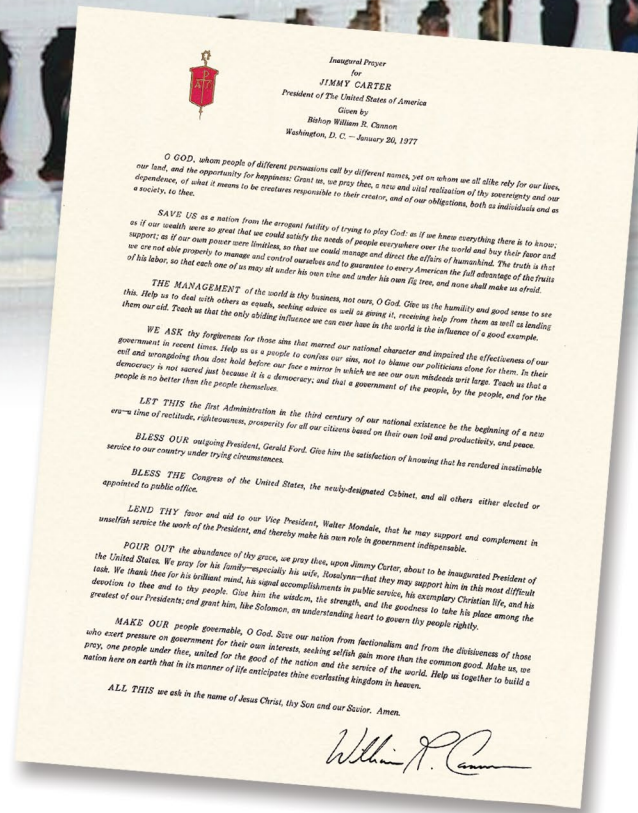 Inaugural Prayer
for
JIMMY CARTER
President of The United States of America
Given by
Bishop William R. Cannon
Washington, D. C. — January 20, 1977
O GOD, whom people of different persuasions call by different names, yet on whom we all alike rely for our lives,
our land, and the opportunity for happiness: Grant us, we pray thee, a new and vital realization of thy sovereignty and our
dependence, of what it means to be creatures responsible to their creator, and of our obligations, both as individuals and as
a society, to thee.
SAVE US as a nation from the arrogant futility of trying to play God: as if we knew everything there is to know;
as if our wealth were so great that we could satisfy the needs of people everywhere over the world and buy their favor and
support; as if our own power were limitless, so that we could manage and direct the affairs of humankind. The truth is that
we are not able properly to manage and control ourselves and to guarantee to every American the full advantage of the fruits
of his labor, so that each one of us may sit under his own vine and under his own fig tree, and none shall make us afraid.
THE MANAGEMENT of the world is thy business, not ours, O God. Give us the humility and good sense to see
this. Help us to deal with others as equals, seeking advice as well as giving it, receiving help from them as well as lending
them our aid. Teach us that the only abiding influence we can ever have in the world is the influence of a good example.
WE ASK thy forgiveness for those sins that marred our national character and impaired the effectiveness of our
government in recent times. Help us as a people to confess our sins, not to blame our politicians alone for them. In their
evil and wrongdoing thou dost hold before our face a mirror in which we see our own misdeeds writ large. Teach us that a
democracy is not sacred just because it is a democracy; and that a government of the people, by the people, and for the
people is no better than the people themselves.
LET THIS the first Administration in the third century of our national existence be the beginning of a new
era—a time of rectitude, righteousness, prosperity for all our citizens based on their own toil and productivity, and peace.
BLESS OUR outgoing President, Gerald Ford. Give him the satisfaction of knowing that he rendered inestimable
service to our country under trying circumstances.
BLESS THE Congress of the United States, the newly-designated Cabinet, and all others either elected or
appointed to public office.
LEND THY favor and aid to our Vice President, Walter Mondale, that he may support and complement in
unselfish service the work of the President, and thereby make his own role in government indispensable.
POUR OUT the abundance of thy grace, we pray thee, upon Jimmy Carter, about to be inaugurated President of
the United States. We pray for his family—especially his wife, Rosalynn—that they may support him in this most difficult
task. We thank thee for his brilliant mind, his signal accomplishments in public service, his exemplary Christian life, and his
devotion to thee and to thy people. Give him the wisdom, the strength, and the goodness to take his place among the
greatest of our Presidents; and grant him, like Solomon, an understanding heart to govern thy people rightly.
MAKE OUR people governable, O God. Save our nation from factionalism and from the divisiveness of those
who exert pressure on government for their own interests, seeking selfish gain more than the common good. Make us, we
pray, one people under thee, united for the good of the nation and the service of the world. Help us together to build a
nation here on earth that in its manner of life anticipates thine everlasting kingdom in heaven.
ALL THIS we ask in the name of Jesus Christ, thy Son and our Savior. Amen.
William R. Cannon